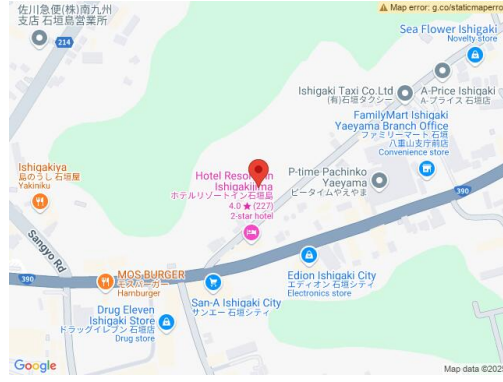 佐川急便(株)南九州
支店 石垣島営業所
Map error: g.co/staticmaperro
214
Sea Flower Ishigaki
Novelty store
Ishigaki Taxi Co.Ltd
(有)石垣タクシー
A-Price Ishigaki
A-プライス 石垣店
FamilyMart Ishigaki
Yaeyama Branch Office
ファミリーマート 石垣
八重山支庁前店
Convenience store
Ishigakiya
島のうし石垣屋
Yakiniku
Hotel Resor
n
Ishigakijima
ホテルリゾートイン石垣島
4.0 ★ (227)
2-star hotel
P-time Pachinko
Yaeyama
ピータイムやえやま
390
Sangyo Rd
390
MOS BURGER
モスバーガー
Hamburger
Edion Ishigaki City
エディオン 石垣シティ
Electronics store
San-A Ishigaki City
サンエー 石垣シティ
Drug Eleven
Ishigaki Store
ドラッグイレブン 石垣店
Drug store
Google
Map data ©202